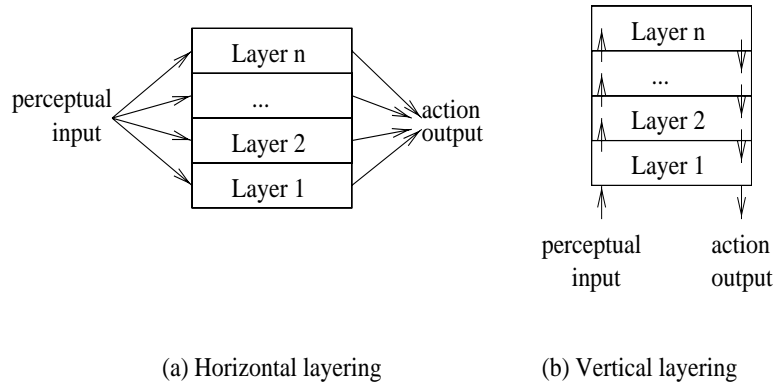 Layer n
...
Layer 2
Layer 1
perceptual
input
action
output
(a) Horizontal layering
Layer n
...
Layer 2
Layer 1
perceptual
input
action
output
(b) Vertical layering